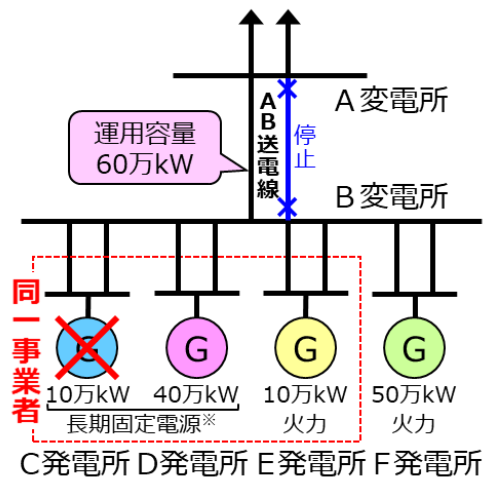 A変電所
AB送電線
停止
運用容量
60万kW
B変電所
同一事業者
G G G G
10万kW 40万kW 10万kW 50万kW
長期固定電源※ 火力 火力
C発電所 D発電所 E発電所 F発電所